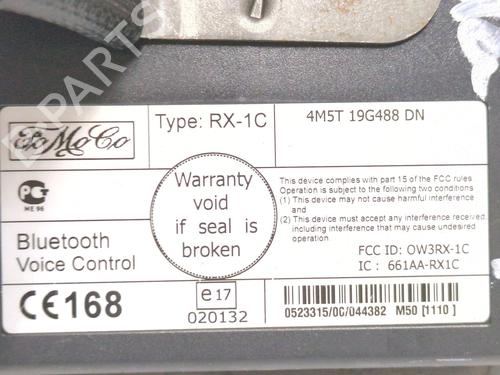 FoMoCo
Type: RX-1C
4M5T 19G488 DN
ME 96
Bluetooth
Voice Control
CE168
Warranty
void
if seal is
broken
e17
020132
This device complies with part 15 of the FCC rules
Operation is subject to the following two conditions
(1) This device may not cause harmful interference
and
(2) This device must accept any interference received,
including interference that may cause undesired
operation.
FCC ID: OW3RX-1C
IC : 661AA-RX1C
0523315/00/044382 M50 [1110]
B-PARTS